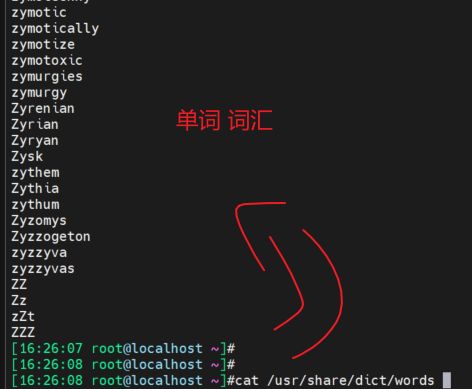 zymotic
zymotically
zymotize
zymotoxic
zymurgies
zymurgy
Zyrenian
Zyrian
Zyryan
单词 词汇
Zysk
zythem
Zythia
zythum
Zyzomys
Zyzzogeton
zyzzyva
zyzzyvas
ZZ
Zz
zZt
ZZZ
[16:26:07 root@localhost ~]#
[16:26:08 root@localhost ~]#
[16:26:08 root@localhost ~]#cat /usr/share/dict/words